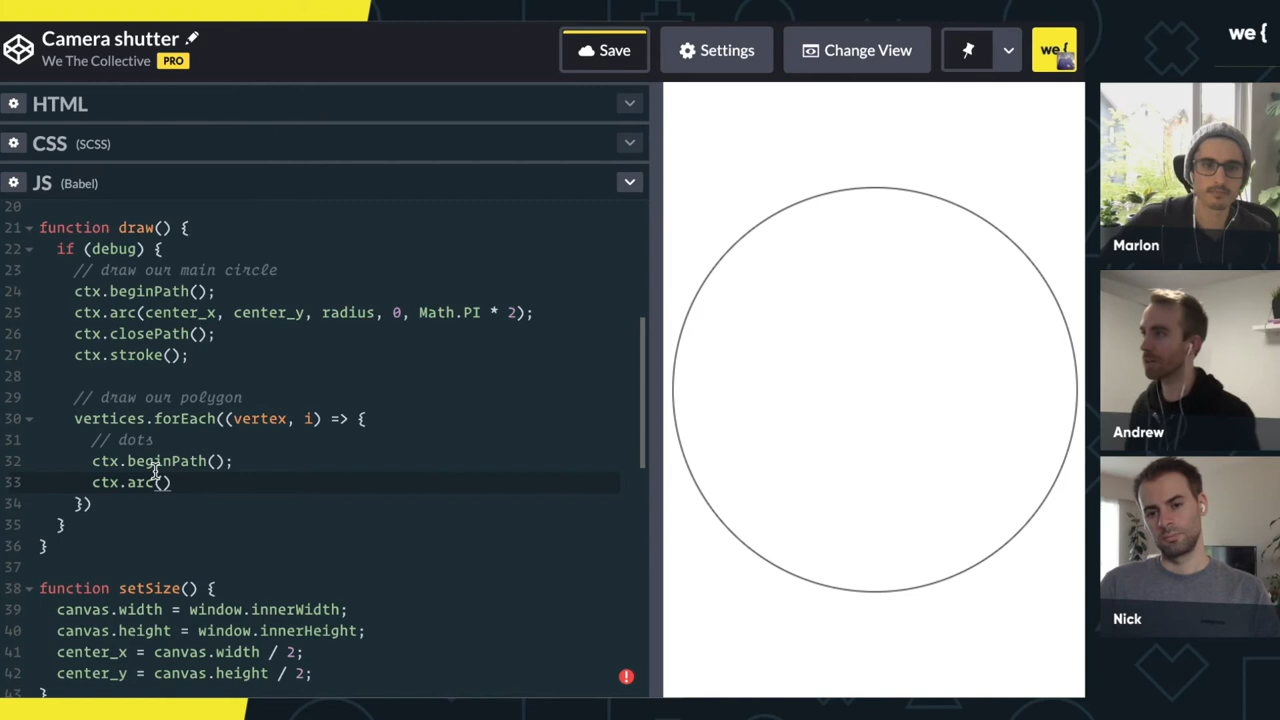 Camera shutter
We The Collective PRO
Save
Settings
Change View
we {
we {
HTML
CSS (SCSS)
JS (Babel)
20
21 function draw() {
22 if (debug) {
23 // draw our main circle
24 ctx.beginPath();
25 ctx.arc(center_x, center_y, radius, 0, Math.PI * 2);
26 ctx.closePath();
27 ctx.stroke();
28
29 // draw our polygon
30 vertices.forEach((vertex, i) => {
31 // dots
32 ctx.beginPath();
33 ctx.arc()
34 })
35 }
36 }
37
38 function setSize() {
39 canvas.width = window.innerWidth;
40 canvas.height = window.innerHeight;
41 center_x = canvas.width / 2;
42 center_y = canvas.height / 2;
43 }
Marlon
Andrew
Nick